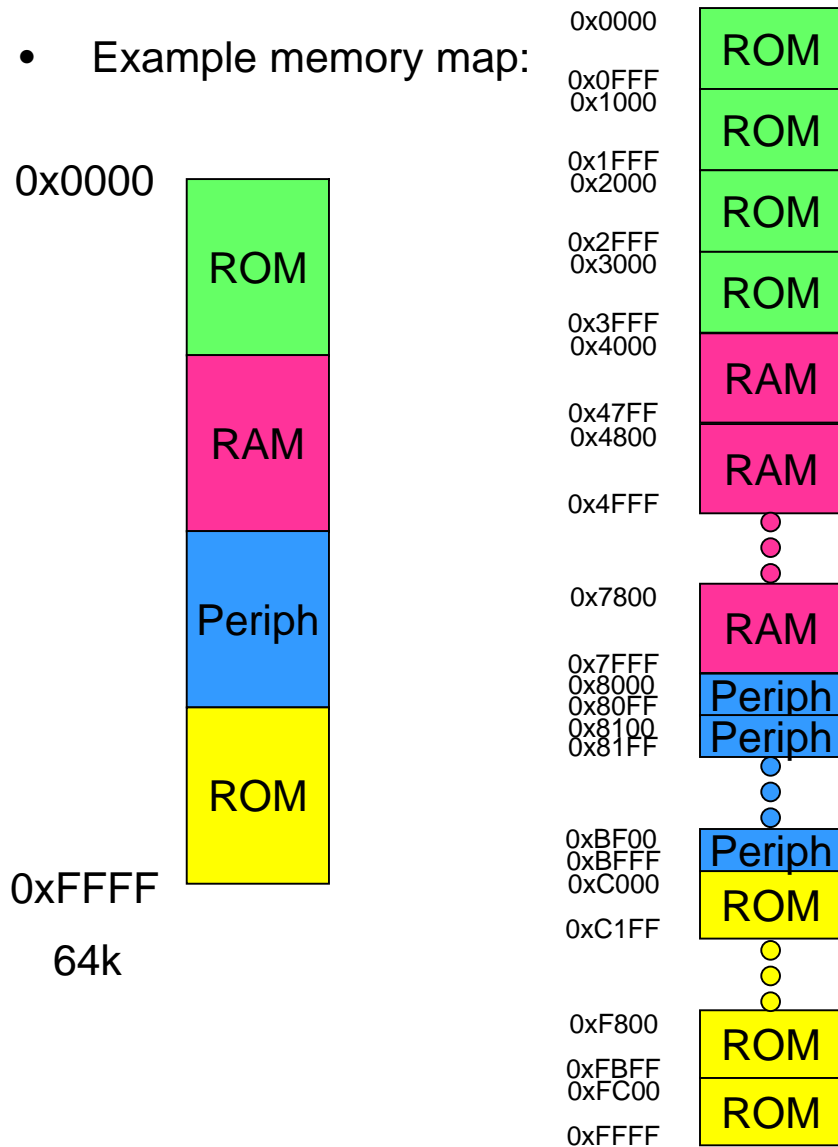 • Example memory map:
0x0000
ROM
RAM
Periph
ROM
0xFFFF
64k
0x0000
ROM
0x0FFF
0x1000
ROM
0x1FFF
0x2000
ROM
0x2FFF
0x3000
ROM
0x3FFF
0x4000
RAM
0x47FF
0x4800
RAM
0x4FFF
0x7800
RAM
0x7FFF
0x8000
Periph
0x80FF
0x8100
Periph
0x81FF
0xBF00
Periph
0xBFFF
0xC000
ROM
0xC1FF
0xF800
ROM
0xFBFF
0xFC00
ROM
0xFFFF